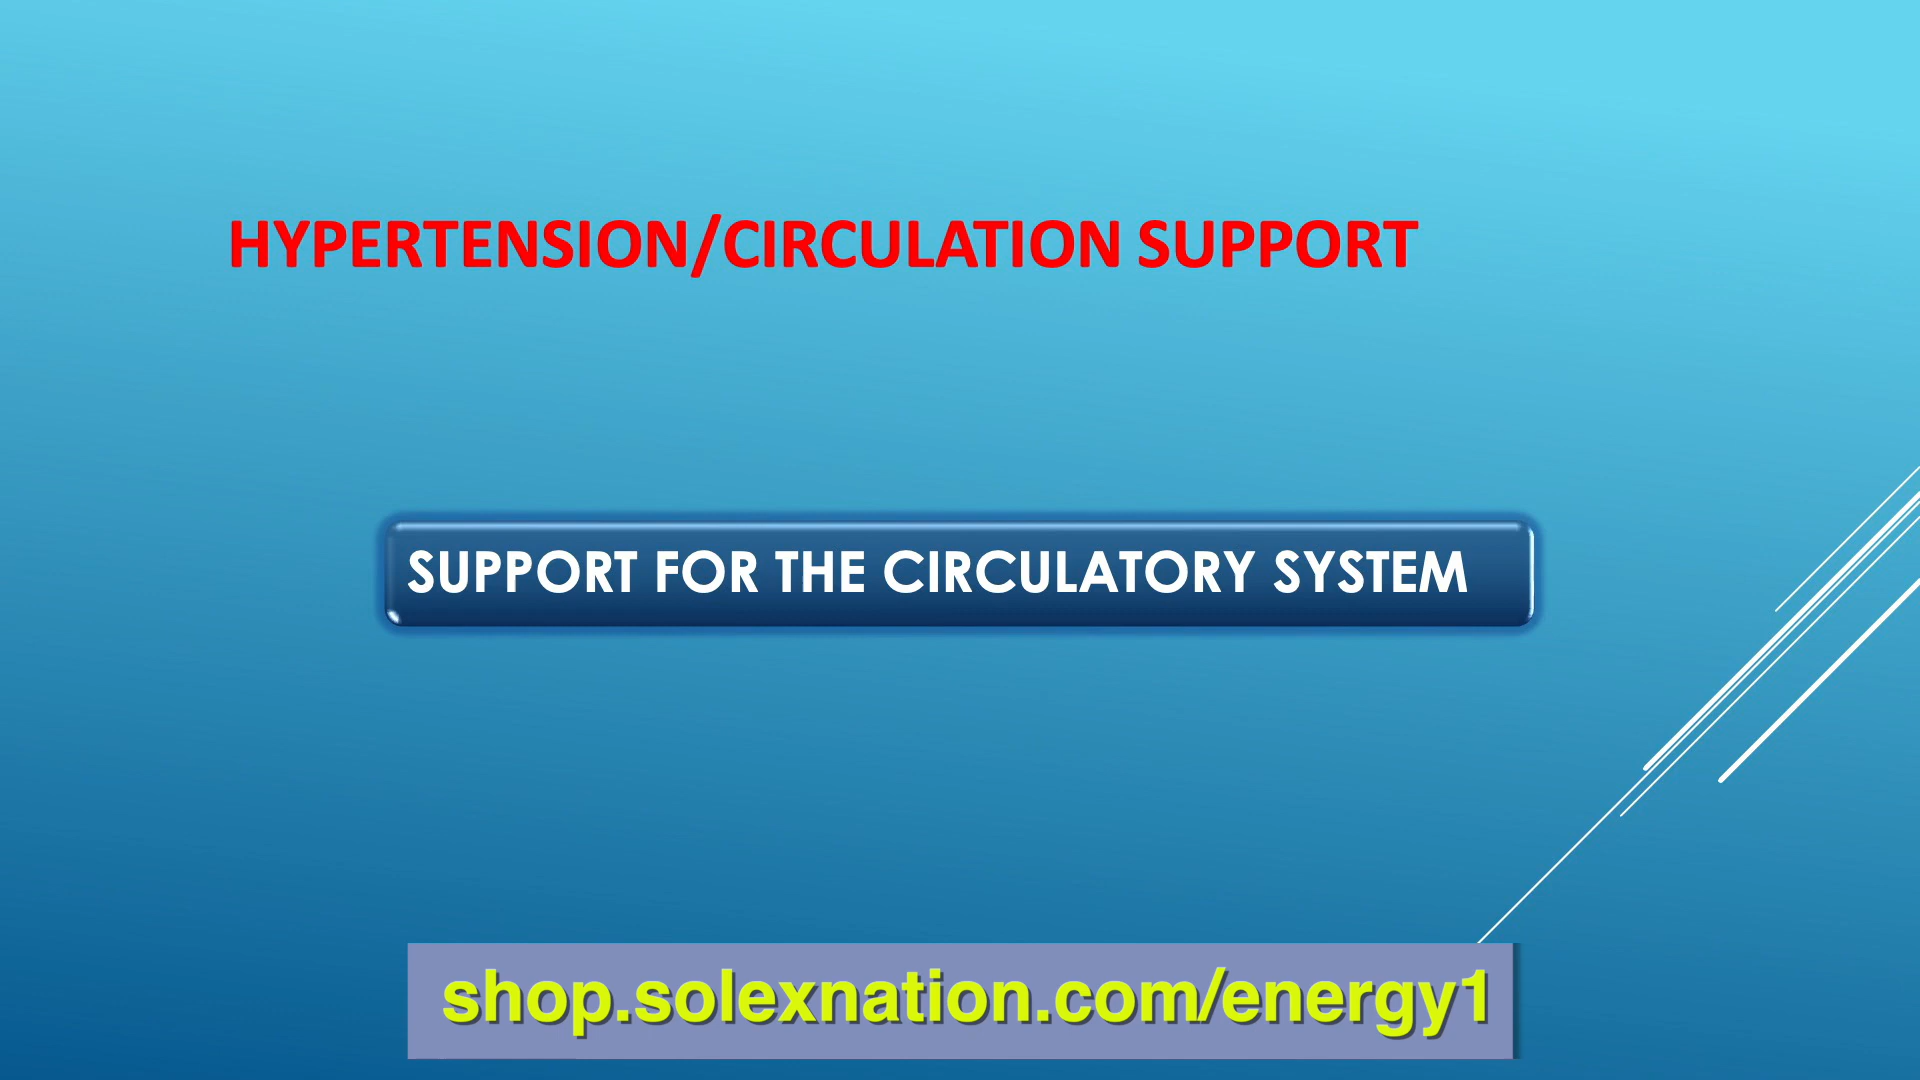 HYPERTENSION/CIRCULATION SUPPORT
SUPPORT FOR THE CIRCULATORY SYSTEM
shop.solexnation.com/energy1